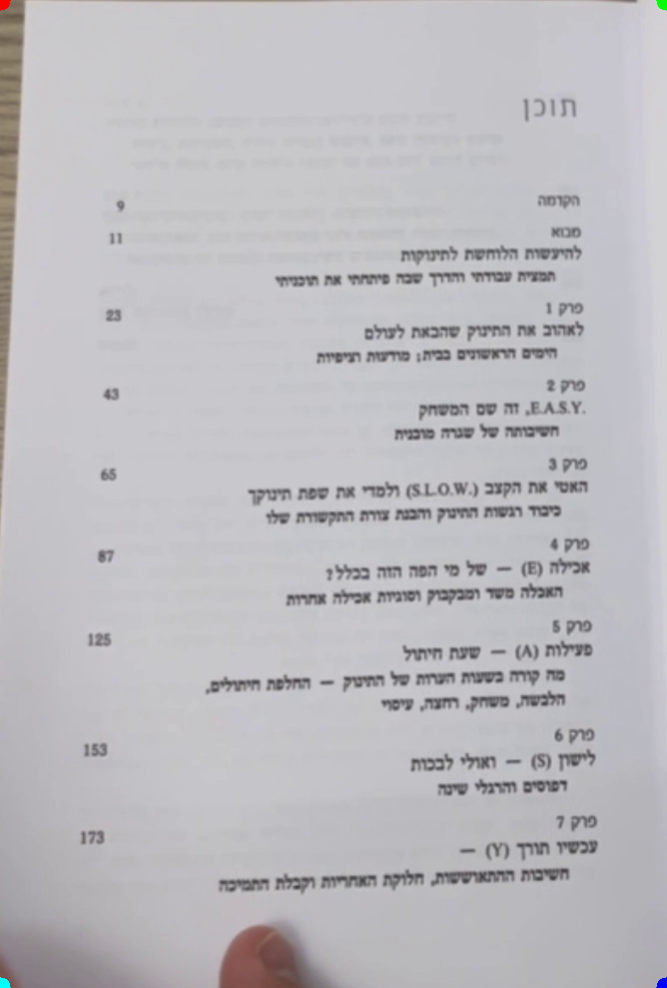 תוכן
הקדמה 9
מבוא 11
להיעשות הלוחשת לתינוקות
תמצית עבודתי והדרך שבה פיתחתי את תוכניתי
פרק 1 23
לאהוב את התינוק שהבאת לעולם
הימים הראשונים בבית; מודעות וציפיות
פרק 2 43
E.A.S.Y., זה שם המשחק
חשיבותה של שגרה מובנית
פרק 3 65
האטי את הקצב (S.L.O.W.) ולמדי את שפת תינוקך
כיבוד רגשות התינוק והבנת צורת התקשורת שלו
פרק 4 87
אכילה (E) — של מי הפה הזה בכלל?
האכלה משד ומבקבוק וסוגיות אכילה אחרות
פרק 5 125
פעילות (A) — שעת חיתול
מה קורה בשעות הערות של התינוק — החלפת חיתולים,
הלבשה, משחק, רחצה, עיסוי
פרק 6 153
לישון (S) — ואולי לבכות
דפוסים והרגלי שינה
פרק 7 173
עכשיו תורך (Y) —
חשיבות ההתאוששות, חלוקת האחריות וקבלת התמיכה